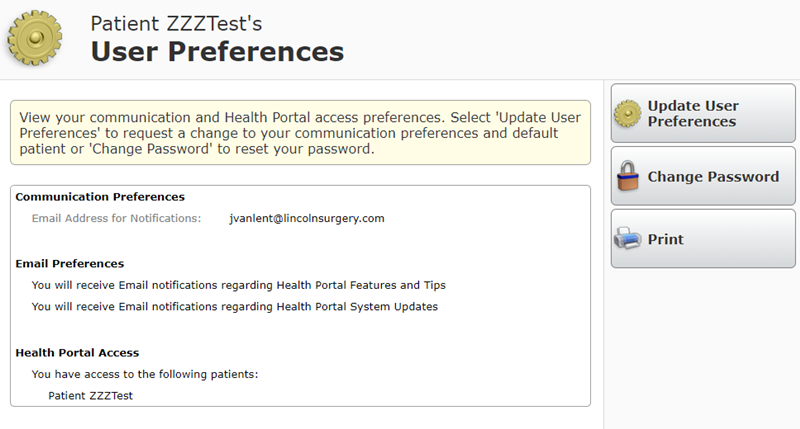 Patient ZZZTest's
User Preferences
View your communication and Health Portal access preferences. Select 'Update User
Preferences' to request a change to your communication preferences and default
patient or 'Change Password' to reset your password.
Communication Preferences
Email Address for Notifications: jvanlent@lincolnsurgery.com
Email Preferences
You will receive Email notifications regarding Health Portal Features and Tips
You will receive Email notifications regarding Health Portal System Updates
Health Portal Access
You have access to the following patients:
Patient ZZZTest
Update User
Preferences
Change Password
Print